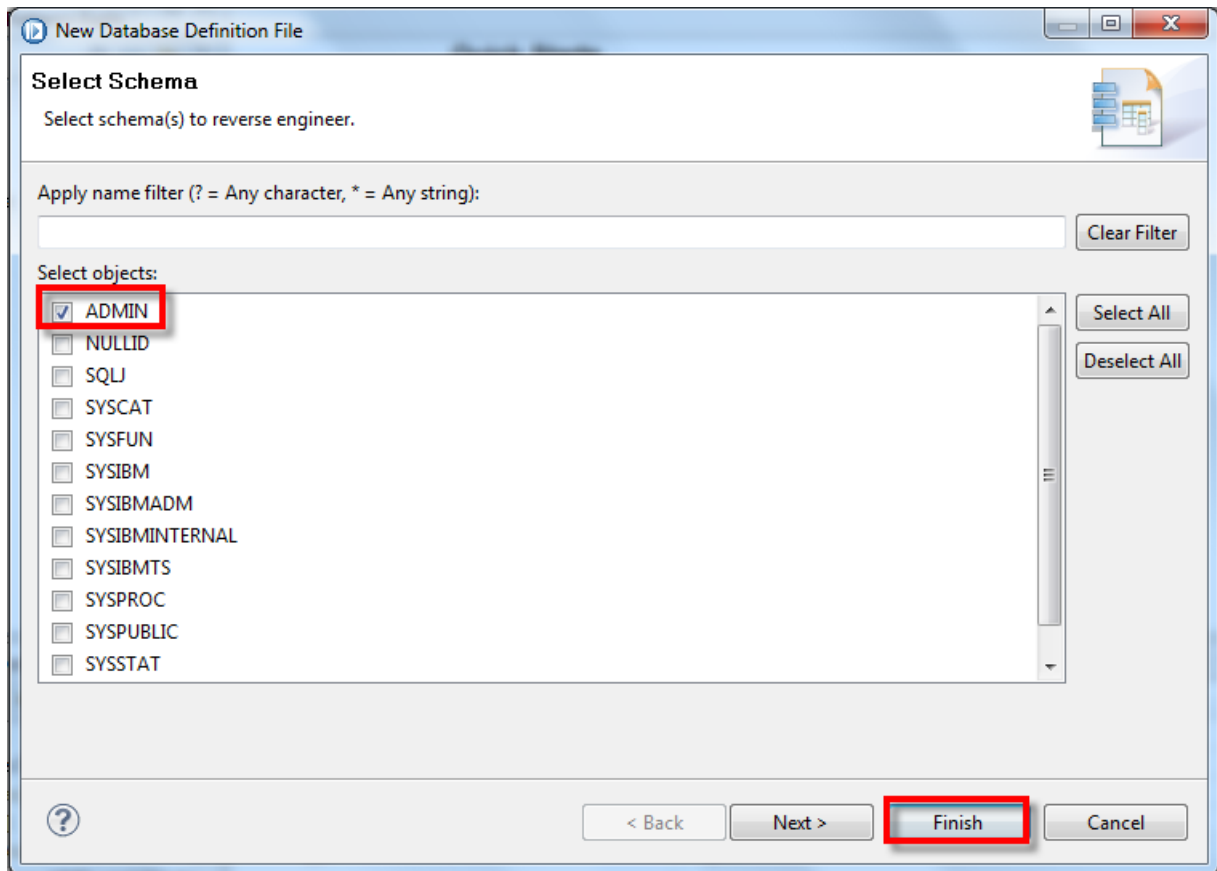 New Database Definition File
Select Schema
Select schema(s) to reverse engineer.
Apply name filter (? = Any character, * = Any string):
Clear Filter
Select objects:
ADMIN
Select All
NULLID
Deselect All
SQLJ
SYSCAT
SYSFUN
SYSIBM
SYSIBMADM
SYSIBMINTERNAL
SYSIBMTS
SYSPROC
SYSPUBLIC
SYSSTAT
? < Back Next > Finish Cancel